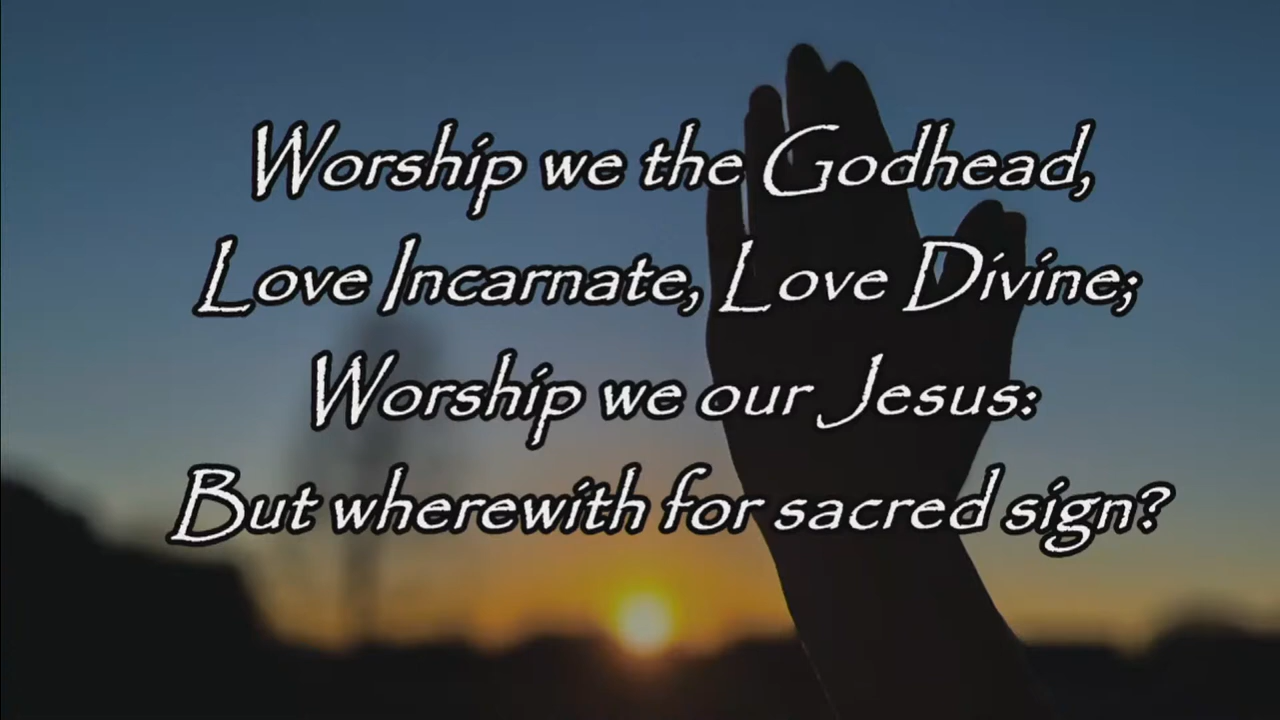 Worship we the Godhead,
Love Incarnate, Love Divine;
Worship we our Jesus:
But wherewith for sacred sign?